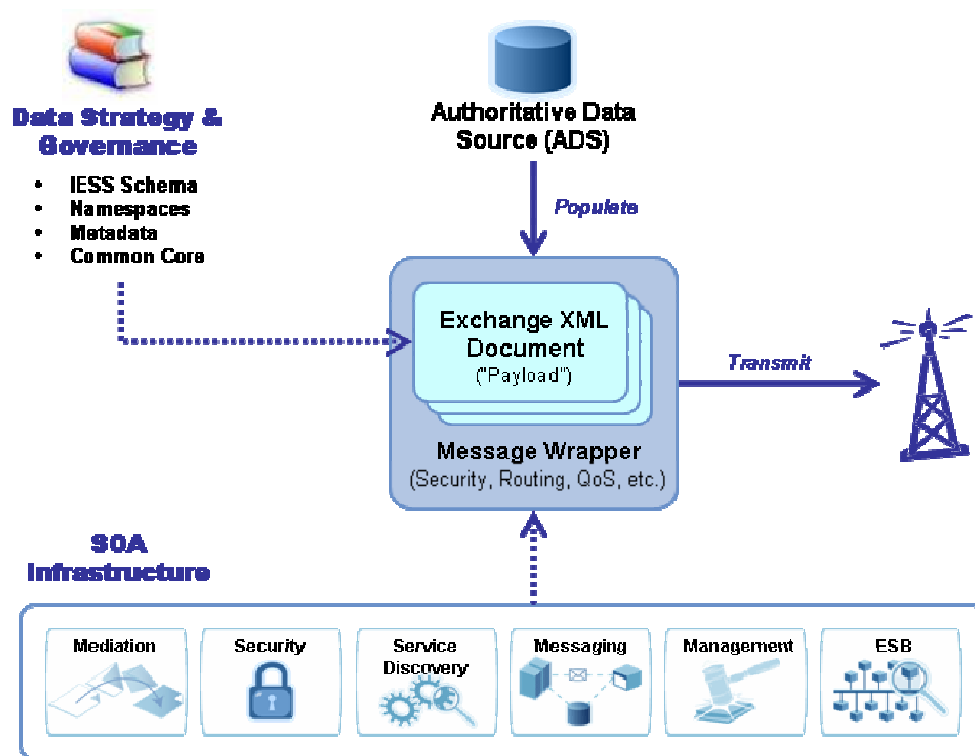 Data Strategy &
Governance
• IESS Schema
• Namespaces
• Metadata
• Common Core
Authoritative Data
Source (ADS)
Populate
Exchange XML
Document
("Payload")
Message Wrapper
(Security, Routing, QoS, etc.)
Transmit
SOA
Infrastructure
Mediation
Security
Service
Discovery
Messaging
Management
ESB